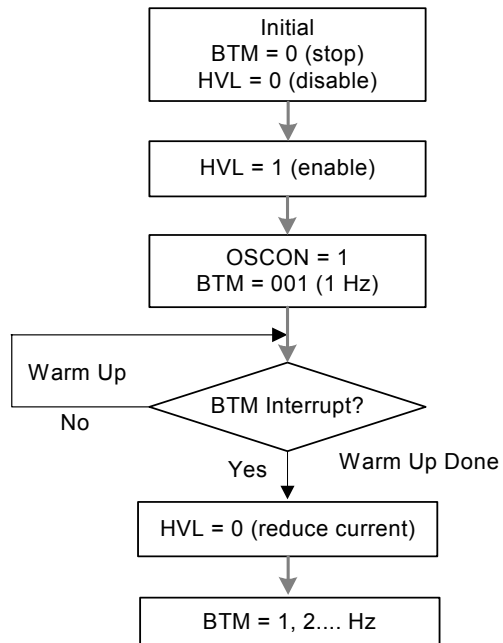 Initial
BTM = 0 (stop)
HVL = 0 (disable)
HVL = 1 (enable)
OSCON = 1
BTM = 001 (1 Hz)
Warm Up
BTM Interrupt?
No
Yes
Warm Up Done
HVL = 0 (reduce current)
BTM = 1, 2.... Hz